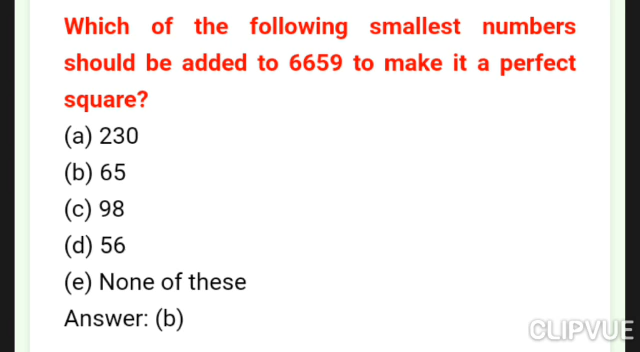 Which of the following smallest numbers
should be added to 6659 to make it a perfect
square?
(a) 230
(b) 65
(c) 98
(d) 56
(e) None of these
Answer: (b)
CLIPVUE